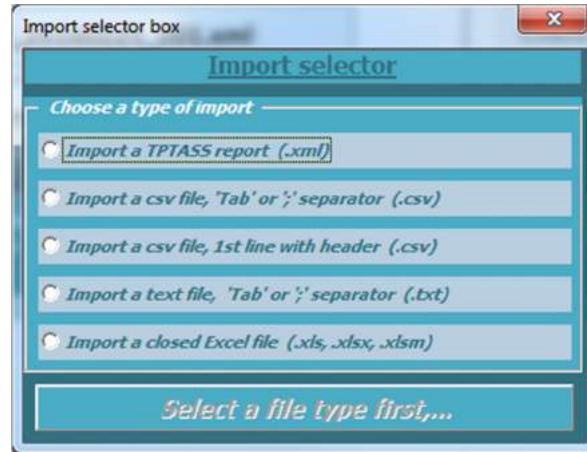 Import selector box
Import selector
Choose a type of import
Import a TPTASS report (.xml)
Import a csv file, 'Tab' or ';' separator (.csv)
Import a csv file, 1st line with header (.csv)
Import a text file, 'Tab' or ';' separator (.txt)
Import a closed Excel file (.xls, .xlsx, .xlsm)
Select a file type first,...